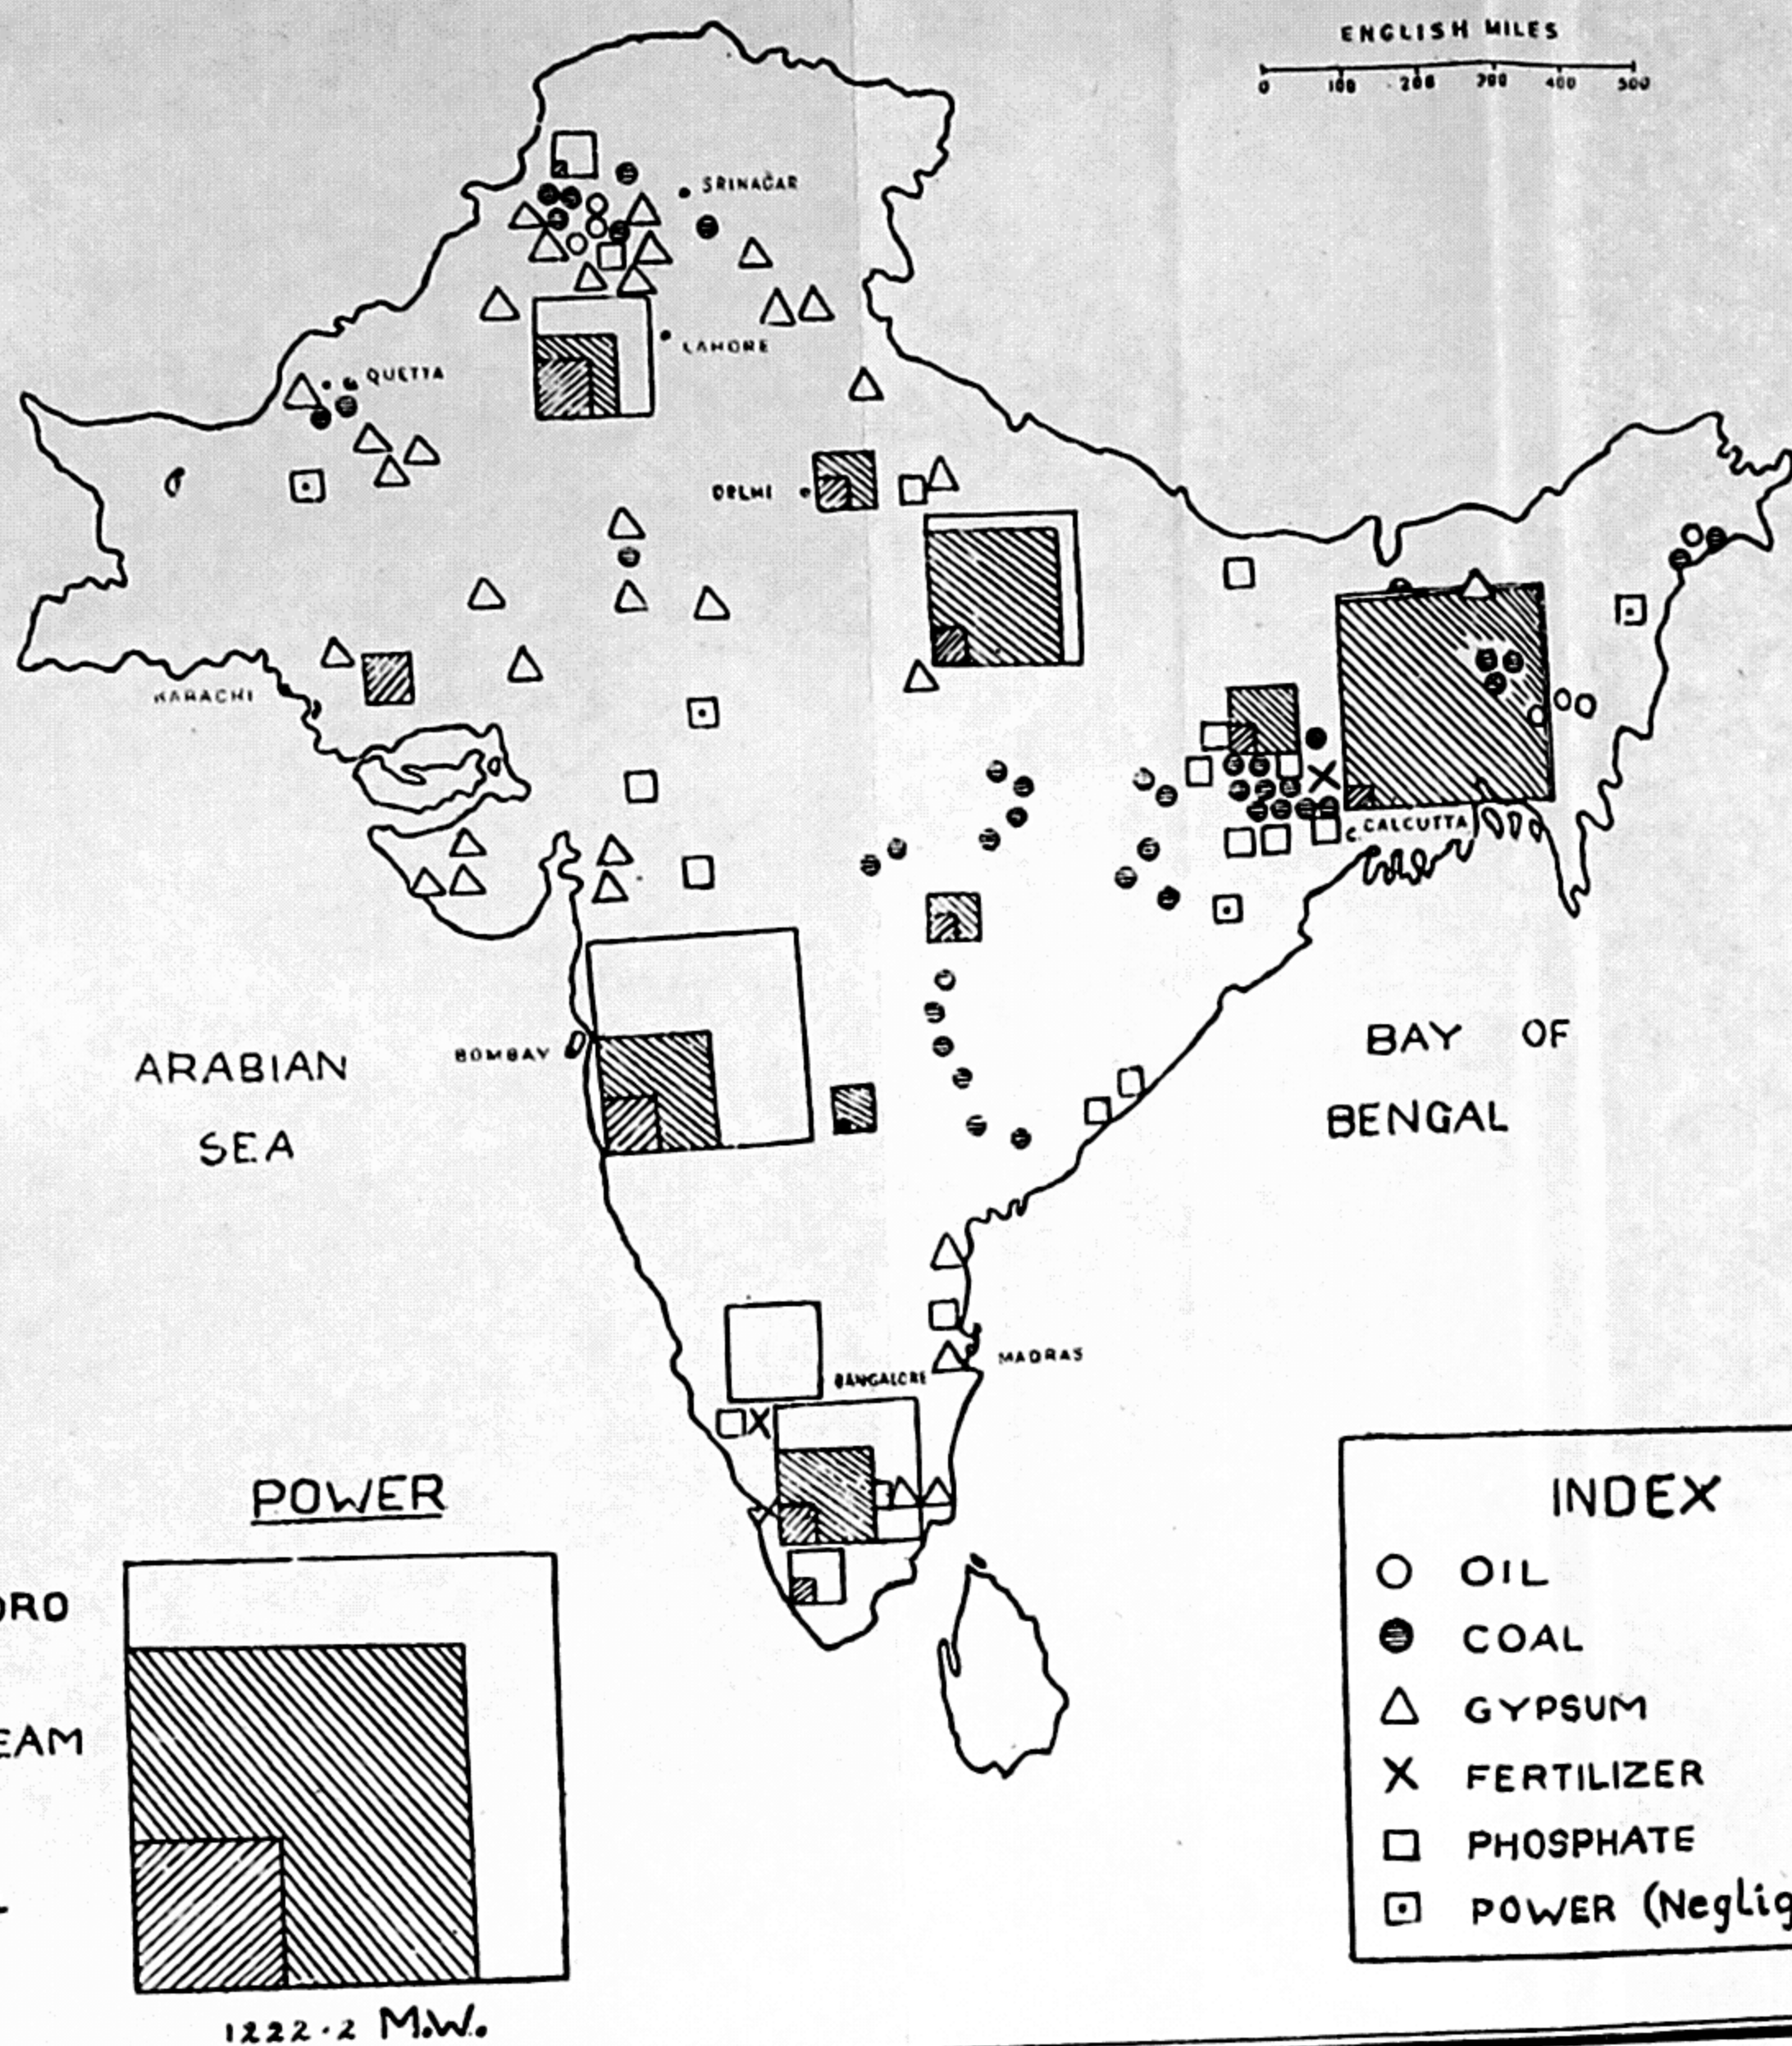 ENGLISH MILES
0 100 200 300 400 500
SRINAGAR
LAHORE
QUETTA
DELHI
KARACHI
CALCUTTA
BOMBAY
ARABIAN
SEA
BAY OF
BENGAL
MADRAS
BANGALORE
POWER
ORO
EAM
1222.2 M.W.
INDEX
OIL
COAL
GYPSUM
X FERTILIZER
PHOSPHATE
POWER (Neglig